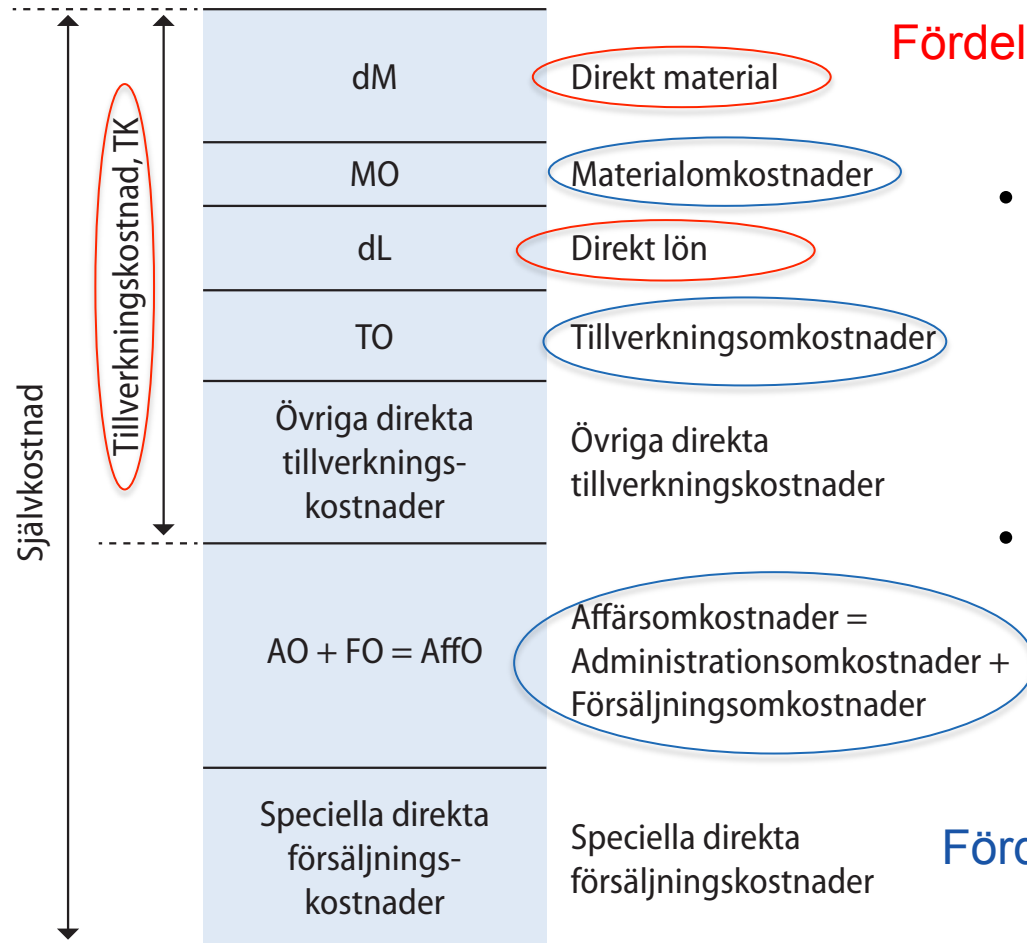 Självkostnad
Tillverkningskostnad, TK
dM
Direkt material
Fördel
MO
Materialomkostnader
•
dL
Direkt lön
TO
Tillverkningsomkostnader
Övriga direkta
tillverknings-
kostnader
Övriga direkta
tillverkningskostnader
•
AO + FO = AffO
Affärsomkostnader =
Administrationsomkostnader +
Försäljningsomkostnader
Speciella direkta
försäljnings-
kostnader
Speciella direkta
försäljningskostnader
Förd